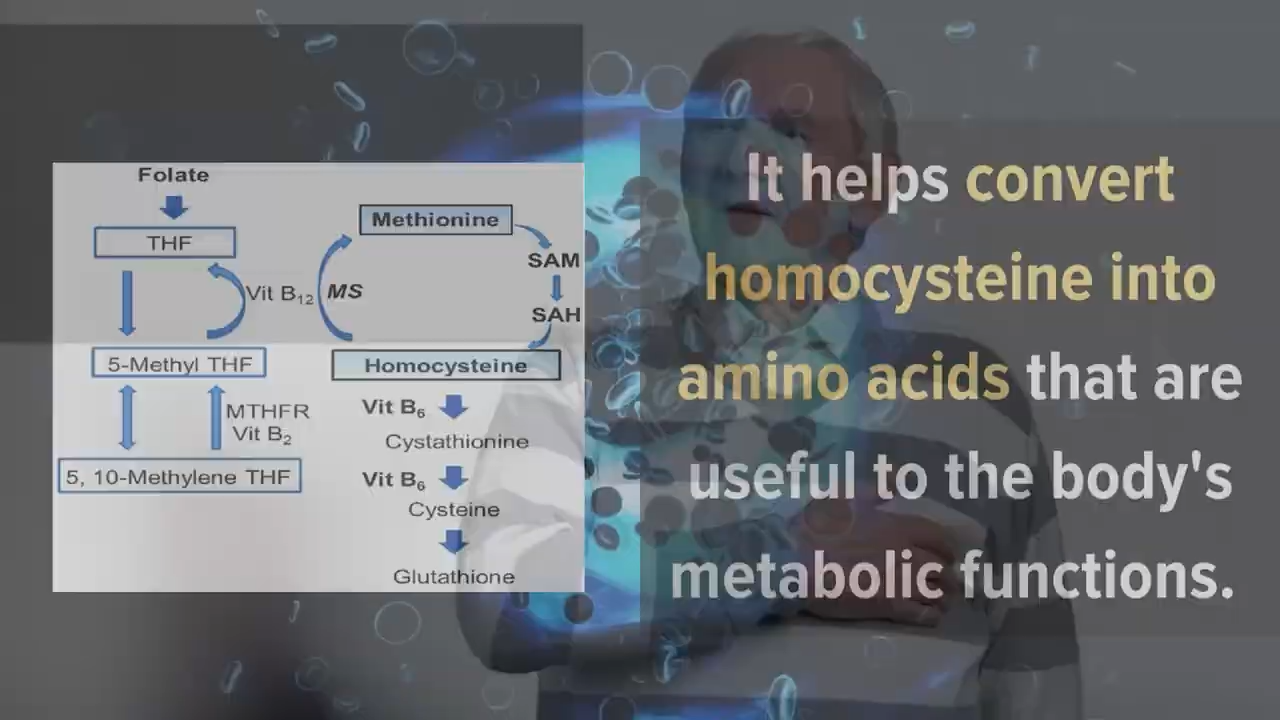 Folate
THF
Methionine
SAM
Vit B12
MS
SAH
5-Methyl THF
Homocysteine
MTHFR
Vit B2
Vit B6
Cystathionine
5, 10-Methylene THF
Vit B6
Cysteine
Glutathione
It helps convert
homocysteine into
amino acids that are
useful to the body's
metabolic functions.